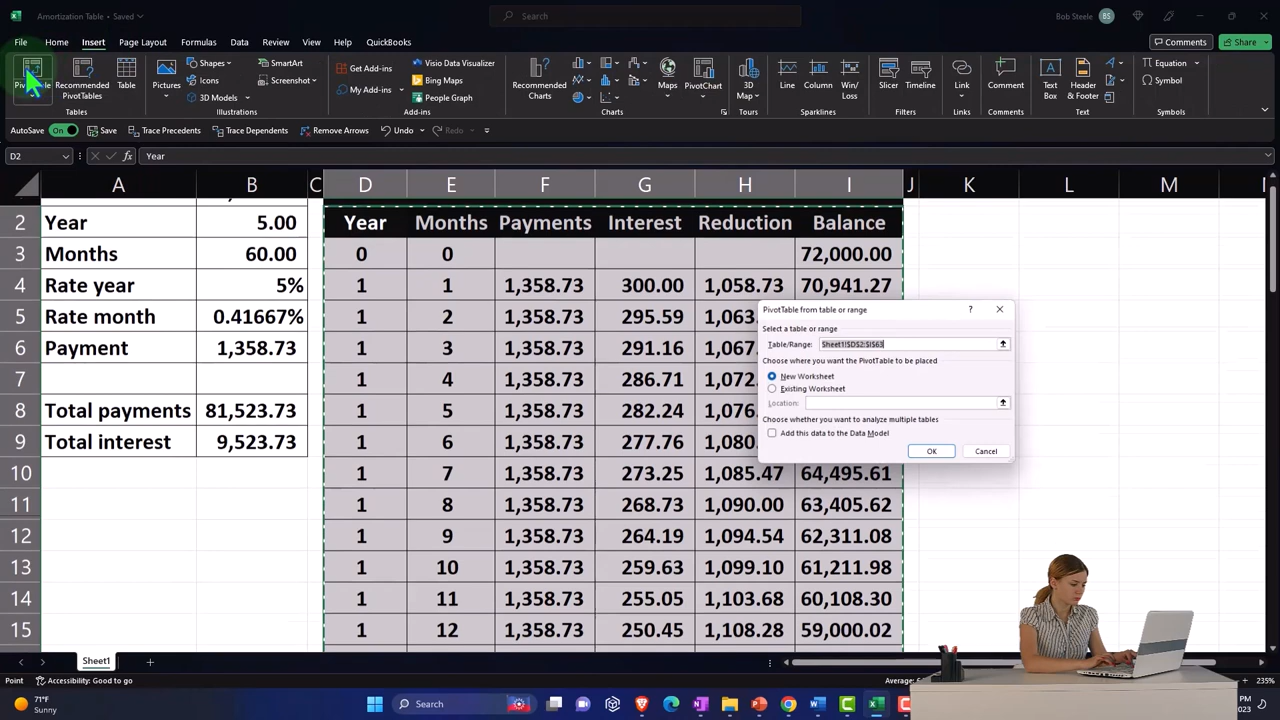 Amortization Table • Saved
Search
Bob Steele BS
File Home Insert Page Layout Formulas Data Review View Help QuickBooks
Comments Share
PivotTable
Recommended PivotTables
Table
Tables
Pictures
Shapes
Icons
3D Models
SmartArt
Screenshot
Illustrations
Get Add-ins
My Add-ins
Visio Data Visualizer
Bing Maps
People Graph
Add-ins
Recommended Charts
Maps
PivotChart
Charts
3D Map
Tours
Line
Column
Win/Loss
Sparklines
Slicer
Timeline
Filters
Link
Links
Comment
Comments
Text Box
Header & Footer
Text
Equation
Symbol
Symbols
AutoSave On Save Trace Precedents Trace Dependents Remove Arrows Undo Redo
D2 fx Year
A B C D E F G H I J K L M
2 Year 5.00 Year Months Payments Interest Reduction Balance
3 Months 60.00 0 0 72,000.00
4 Rate year 5% 1 1 1,358.73 300.00 1,058.73 70,941.27
5 Rate month 0.41667% 1 2 1,358.73 295.59 1,063
6 Payment 1,358.73 1 3 1,358.73 291.16 1,067
7 1 4 1,358.73 286.71 1,072
8 Total payments 81,523.73 1 5 1,358.73 282.24 1,076
9 Total interest 9,523.73 1 6 1,358.73 277.76 1,080
10 1 7 1,358.73 273.25 1,085.47 64,495.61
11 1 8 1,358.73 268.73 1,090.00 63,405.62
12 1 9 1,358.73 264.19 1,094.54 62,311.08
13 1 10 1,358.73 259.63 1,099.10 61,211.98
14 1 11 1,358.73 255.05 1,103.68 60,108.30
15 1 12 1,358.73 250.45 1,108.28 59,000.02
PivotTable from table or range ?
Select a table or range
Table/Range: Sheet1!$D$2:$I$63
Choose where you want the PivotTable to be placed
New Worksheet
Existing Worksheet
Location:
Choose whether you want to analyze multiple tables
Add this data to the Data Model
OK Cancel
Sheet1
Point Accessibility: Good to go 235%
71°F
Sunny
Search
PM